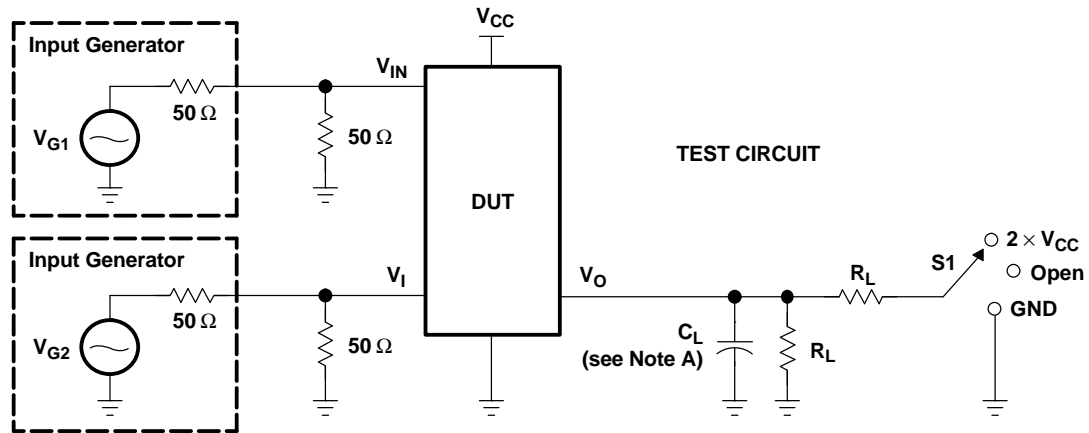 Input Generator
V_G1
50 Ω
50 Ω
V_IN
V_CC
DUT
TEST CIRCUIT
Input Generator
V_G2
50 Ω
50 Ω
V_I
V_O
C_L
(see Note A)
R_L
R_L
S1
2 × V_CC
Open
GND